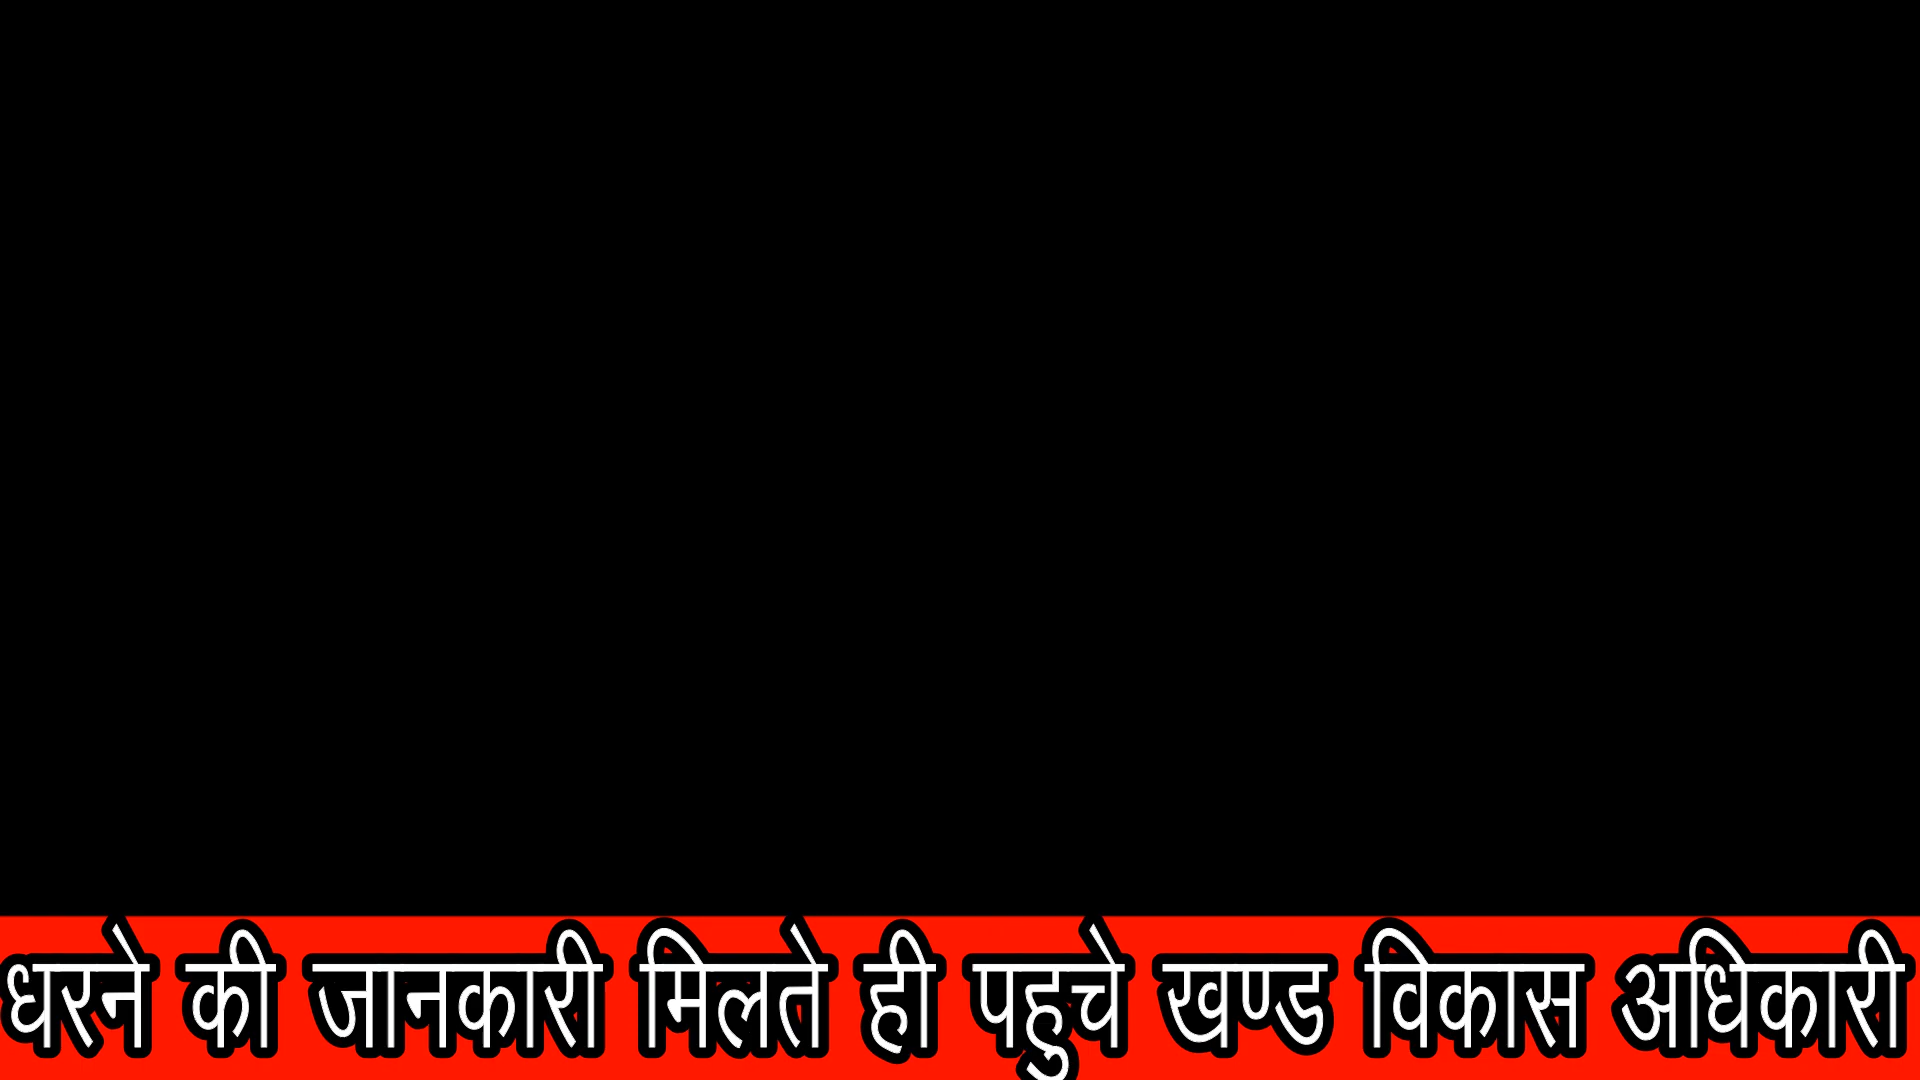 धरने की जानकारी मिलते ही पहुचे खण्ड विकास अधिकारी